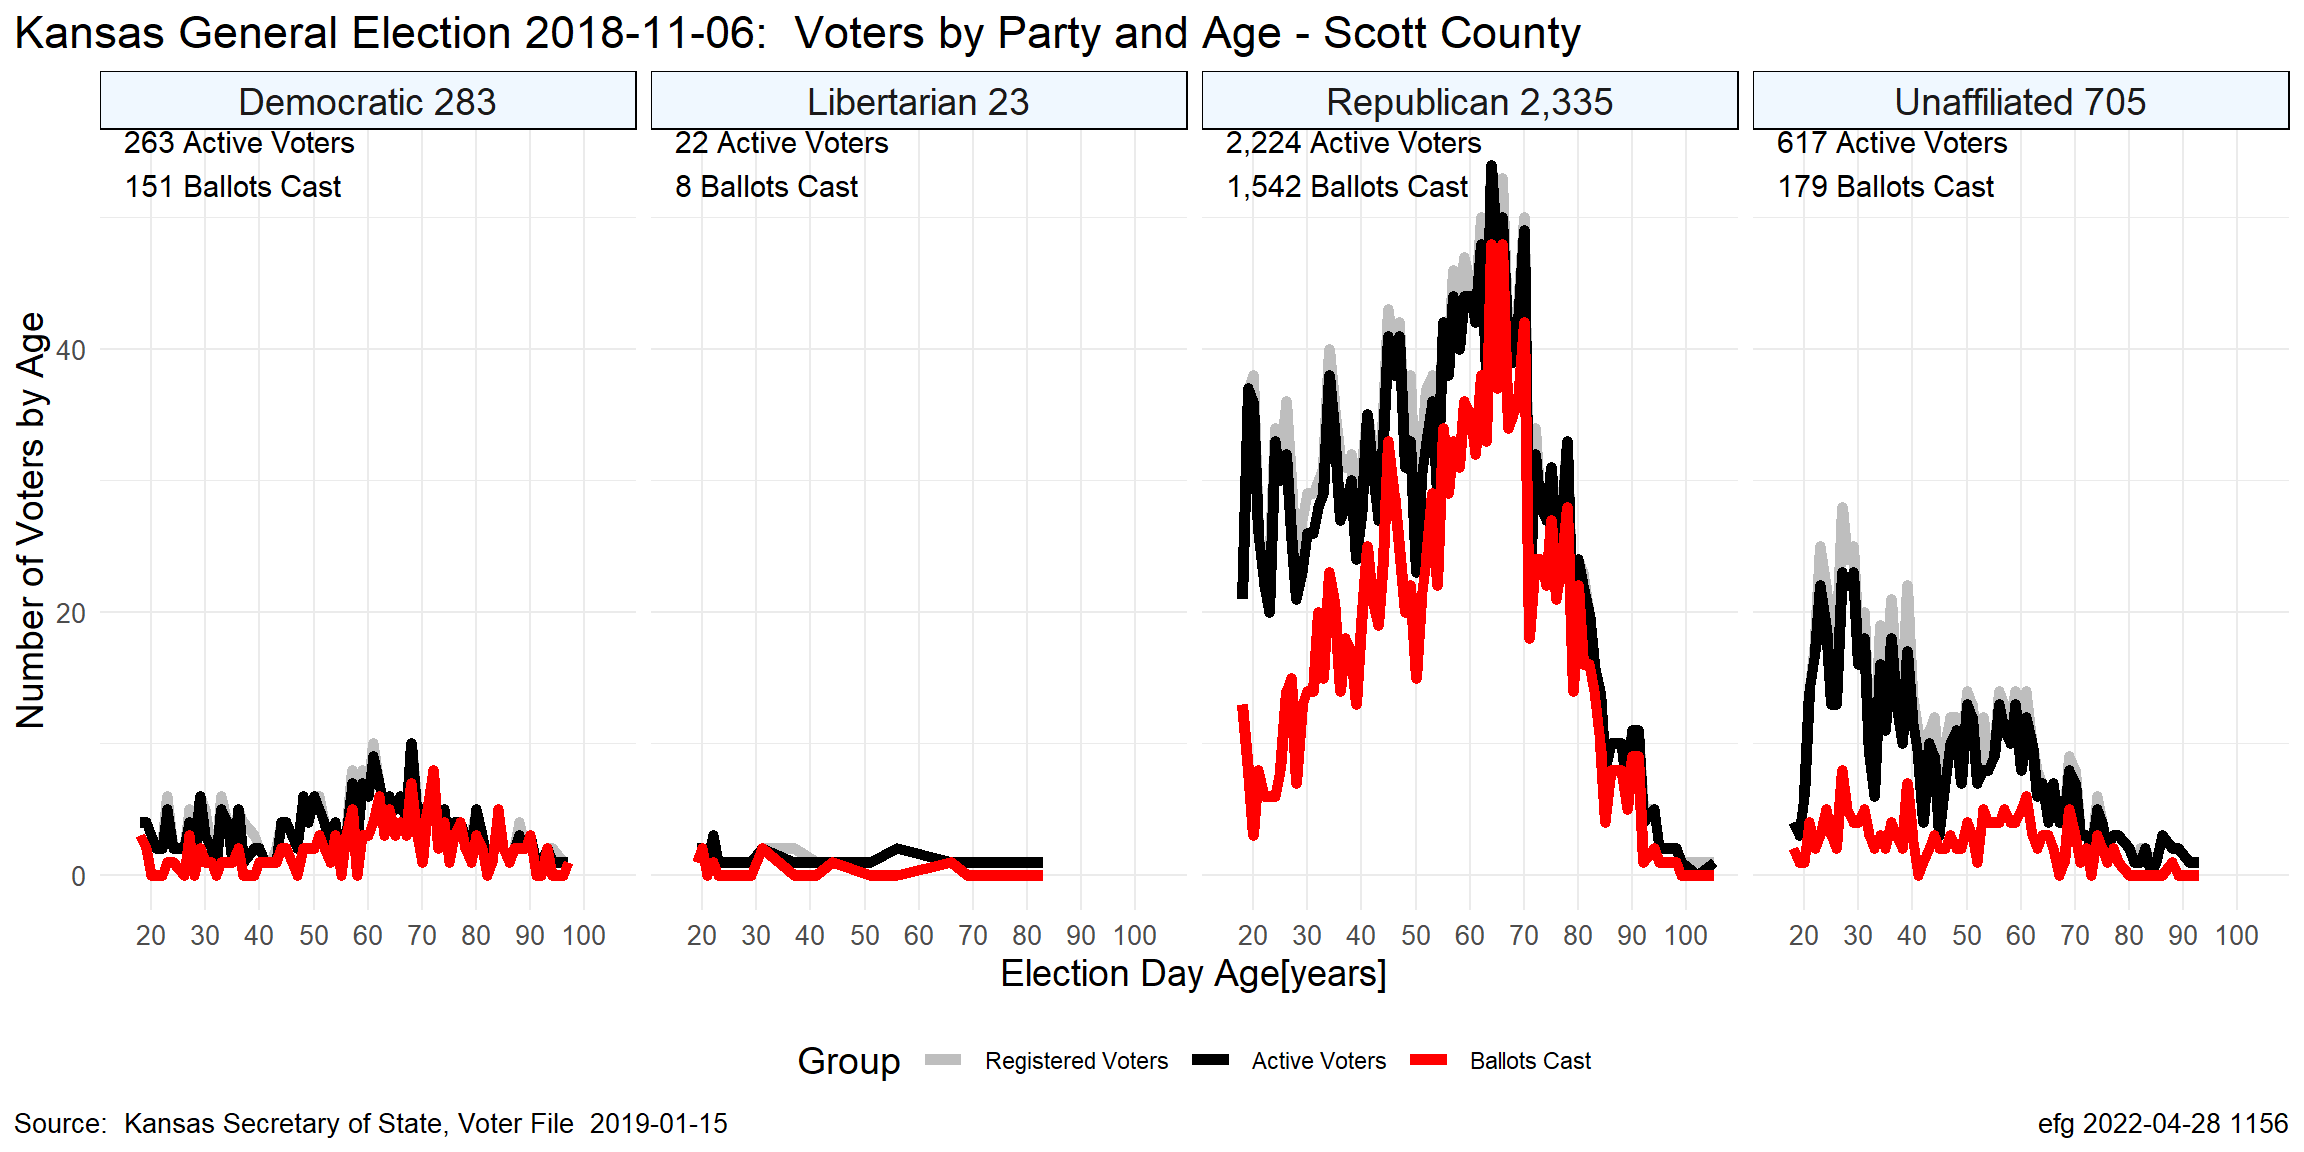 Kansas General Election 2018-11-06:  Voters by Party and Age - Scott County
Democratic 283
Libertarian 23
Republican 2,335
Unaffiliated 705
263 Active Voters
151 Ballots Cast
22 Active Voters
8 Ballots Cast
2,224 Active Voters
1,542 Ballots Cast
617 Active Voters
179 Ballots Cast
Number of Voters by Age
40
20
0
20 30 40 50 60 70 80 90 100
20 30 40 50 60 70 80 90 100
20 30 40 50 60 70 80 90 100
20 30 40 50 60 70 80 90 100
Election Day Age[years]
Group Registered Voters Active Voters Ballots Cast
Source:  Kansas Secretary of State, Voter File  2019-01-15
efg 2022-04-28 1156